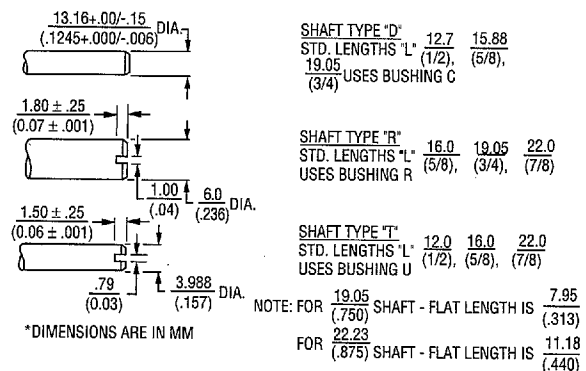 13.16+.00/-.15
(.1245+.000/-.006) DIA.
1.80 ± .25
(0.07 ± .001)
1.00
(.04)
6.0
(.236) DIA.
1.50 ± .25
(0.06 ± .001)
.79
(0.03)
3.988
(.157) DIA.
*DIMENSIONS ARE IN MM
SHAFT TYPE "D"
STD. LENGTHS "L" 12.7 (1/2), 15.88 (5/8),
19.05 (3/4) USES BUSHING C
SHAFT TYPE "R"
STD. LENGTHS "L" 16.0 (5/8), 19.05 (3/4), 22.0 (7/8)
USES BUSHING R
SHAFT TYPE "T"
STD. LENGTHS "L" 12.0 (1/2), 16.0 (5/8), 22.0 (7/8)
USES BUSHING U
NOTE: FOR 19.05 (.750) SHAFT - FLAT LENGTH IS 7.95 (.313)
FOR 22.23 (.875) SHAFT - FLAT LENGTH IS 11.18 (.440)